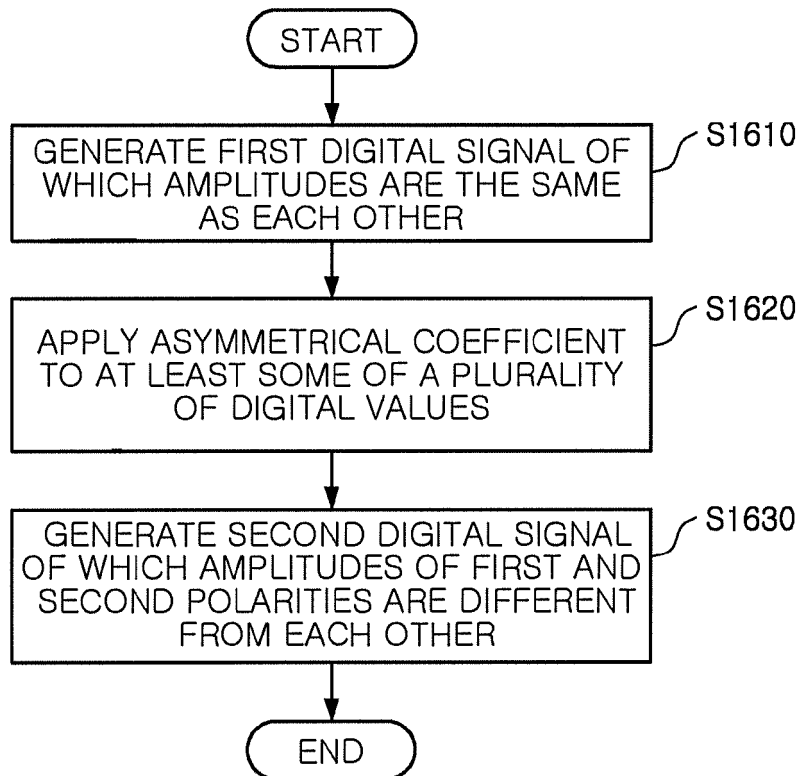 START
GENERATE FIRST DIGITAL SIGNAL OF
WHICH AMPLITUDES ARE THE SAME
AS EACH OTHER
S1610
APPLY ASYMMETRICAL COEFFICIENT
TO AT LEAST SOME OF A PLURALITY
OF DIGITAL VALUES
S1620
GENERATE SECOND DIGITAL SIGNAL
OF WHICH AMPLITUDES OF FIRST AND
SECOND POLARITIES ARE DIFFERENT
FROM EACH OTHER
S1630
END